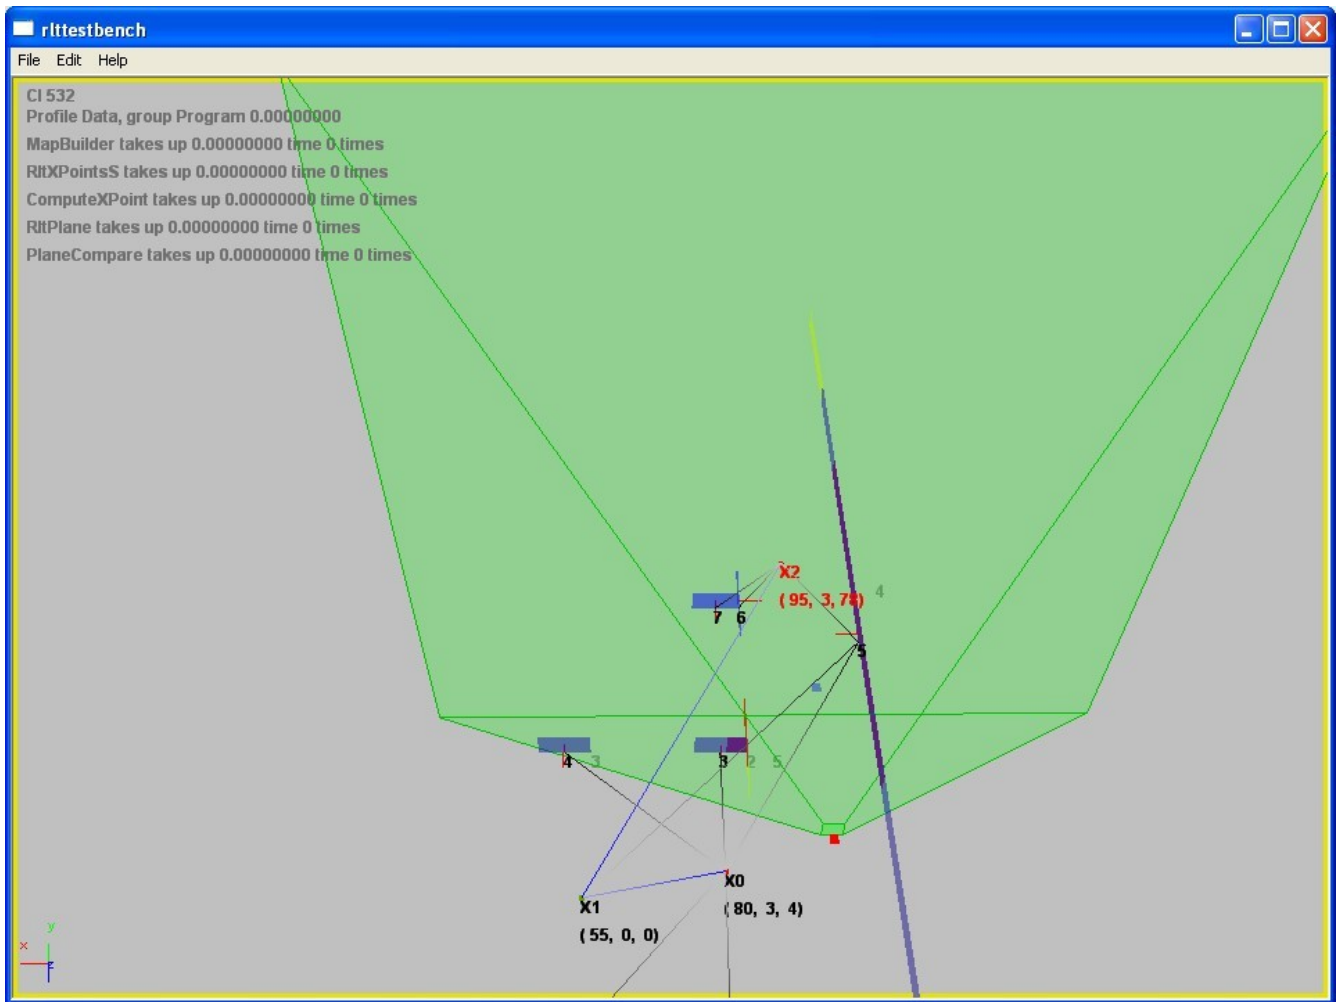 rlttestbench
File Edit Help
CI 532
Profile Data, group Program 0.00000000
MapBuilder takes up 0.00000000 time 0 times
RltXPointsS takes up 0.00000000 time 0 times
ComputeXPoint takes up 0.00000000 time 0 times
RltPlane takes up 0.00000000 time 0 times
PlaneCompare takes up 0.00000000 time 0 times
X2
( 95, 3, 78)
4
7 6
5
4 3 3 2 5
X0
( 80, 3, 4)
X1
( 55, 0, 0)
y
x
z